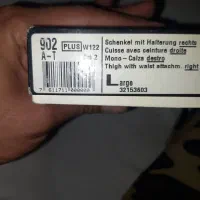 902 PLUS W122
A-T
Schenkel mit Halterung rechts
Cuisse avec ceinture droite
Mono-Calza destro
Thigh with waist attachm. right
Large
32153603